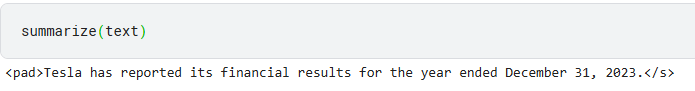 summarize(text)
<pad>Tesla has reported its financial results for the year ended December 31, 2023.</s>